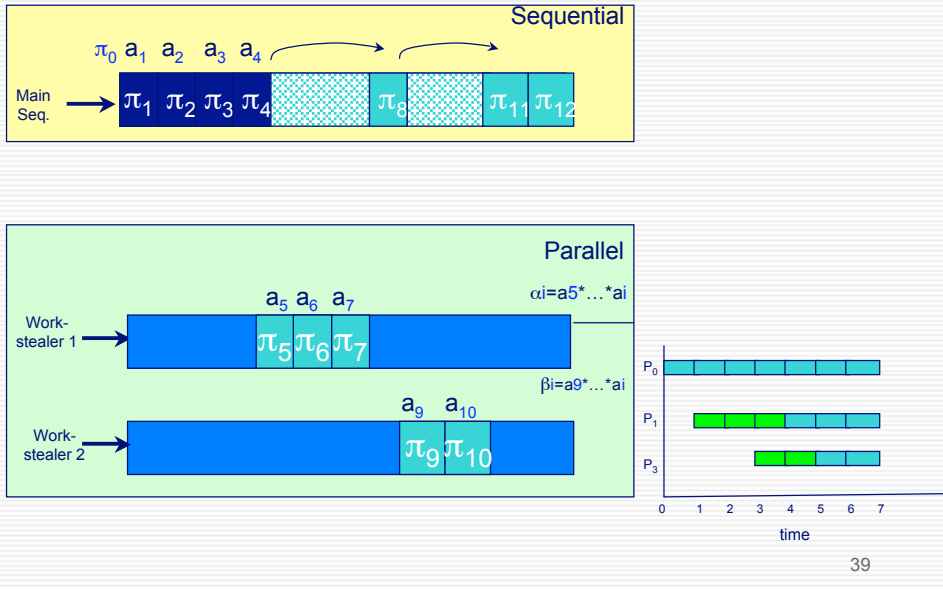 Sequential
π₀ a₁ a₂ a₃ a₄
Main
Seq.
π₁ π₂ π₃ π₄ π₈ π₁₁ π₁₂
Parallel
αi=a5*…*ai
a₅ a₆ a₇
Work-
stealer 1
π₅ π₆ π₇
βi=a9*…*ai
a₉ a₁₀
Work-
stealer 2
π₉ π₁₀
P₀
P₁
P₃
0 1 2 3 4 5 6 7
time
39